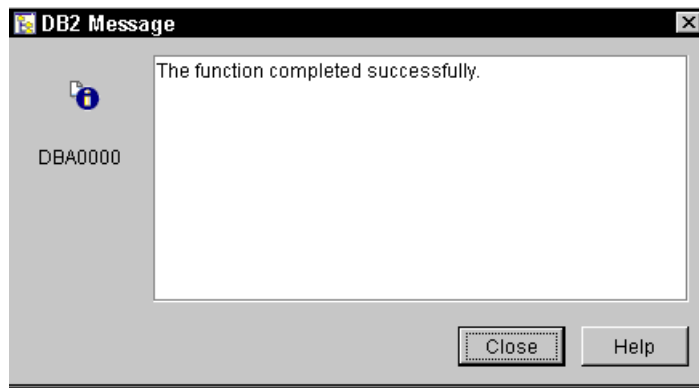 DB2 Message
The function completed successfully.
DBA0000
Close
Help